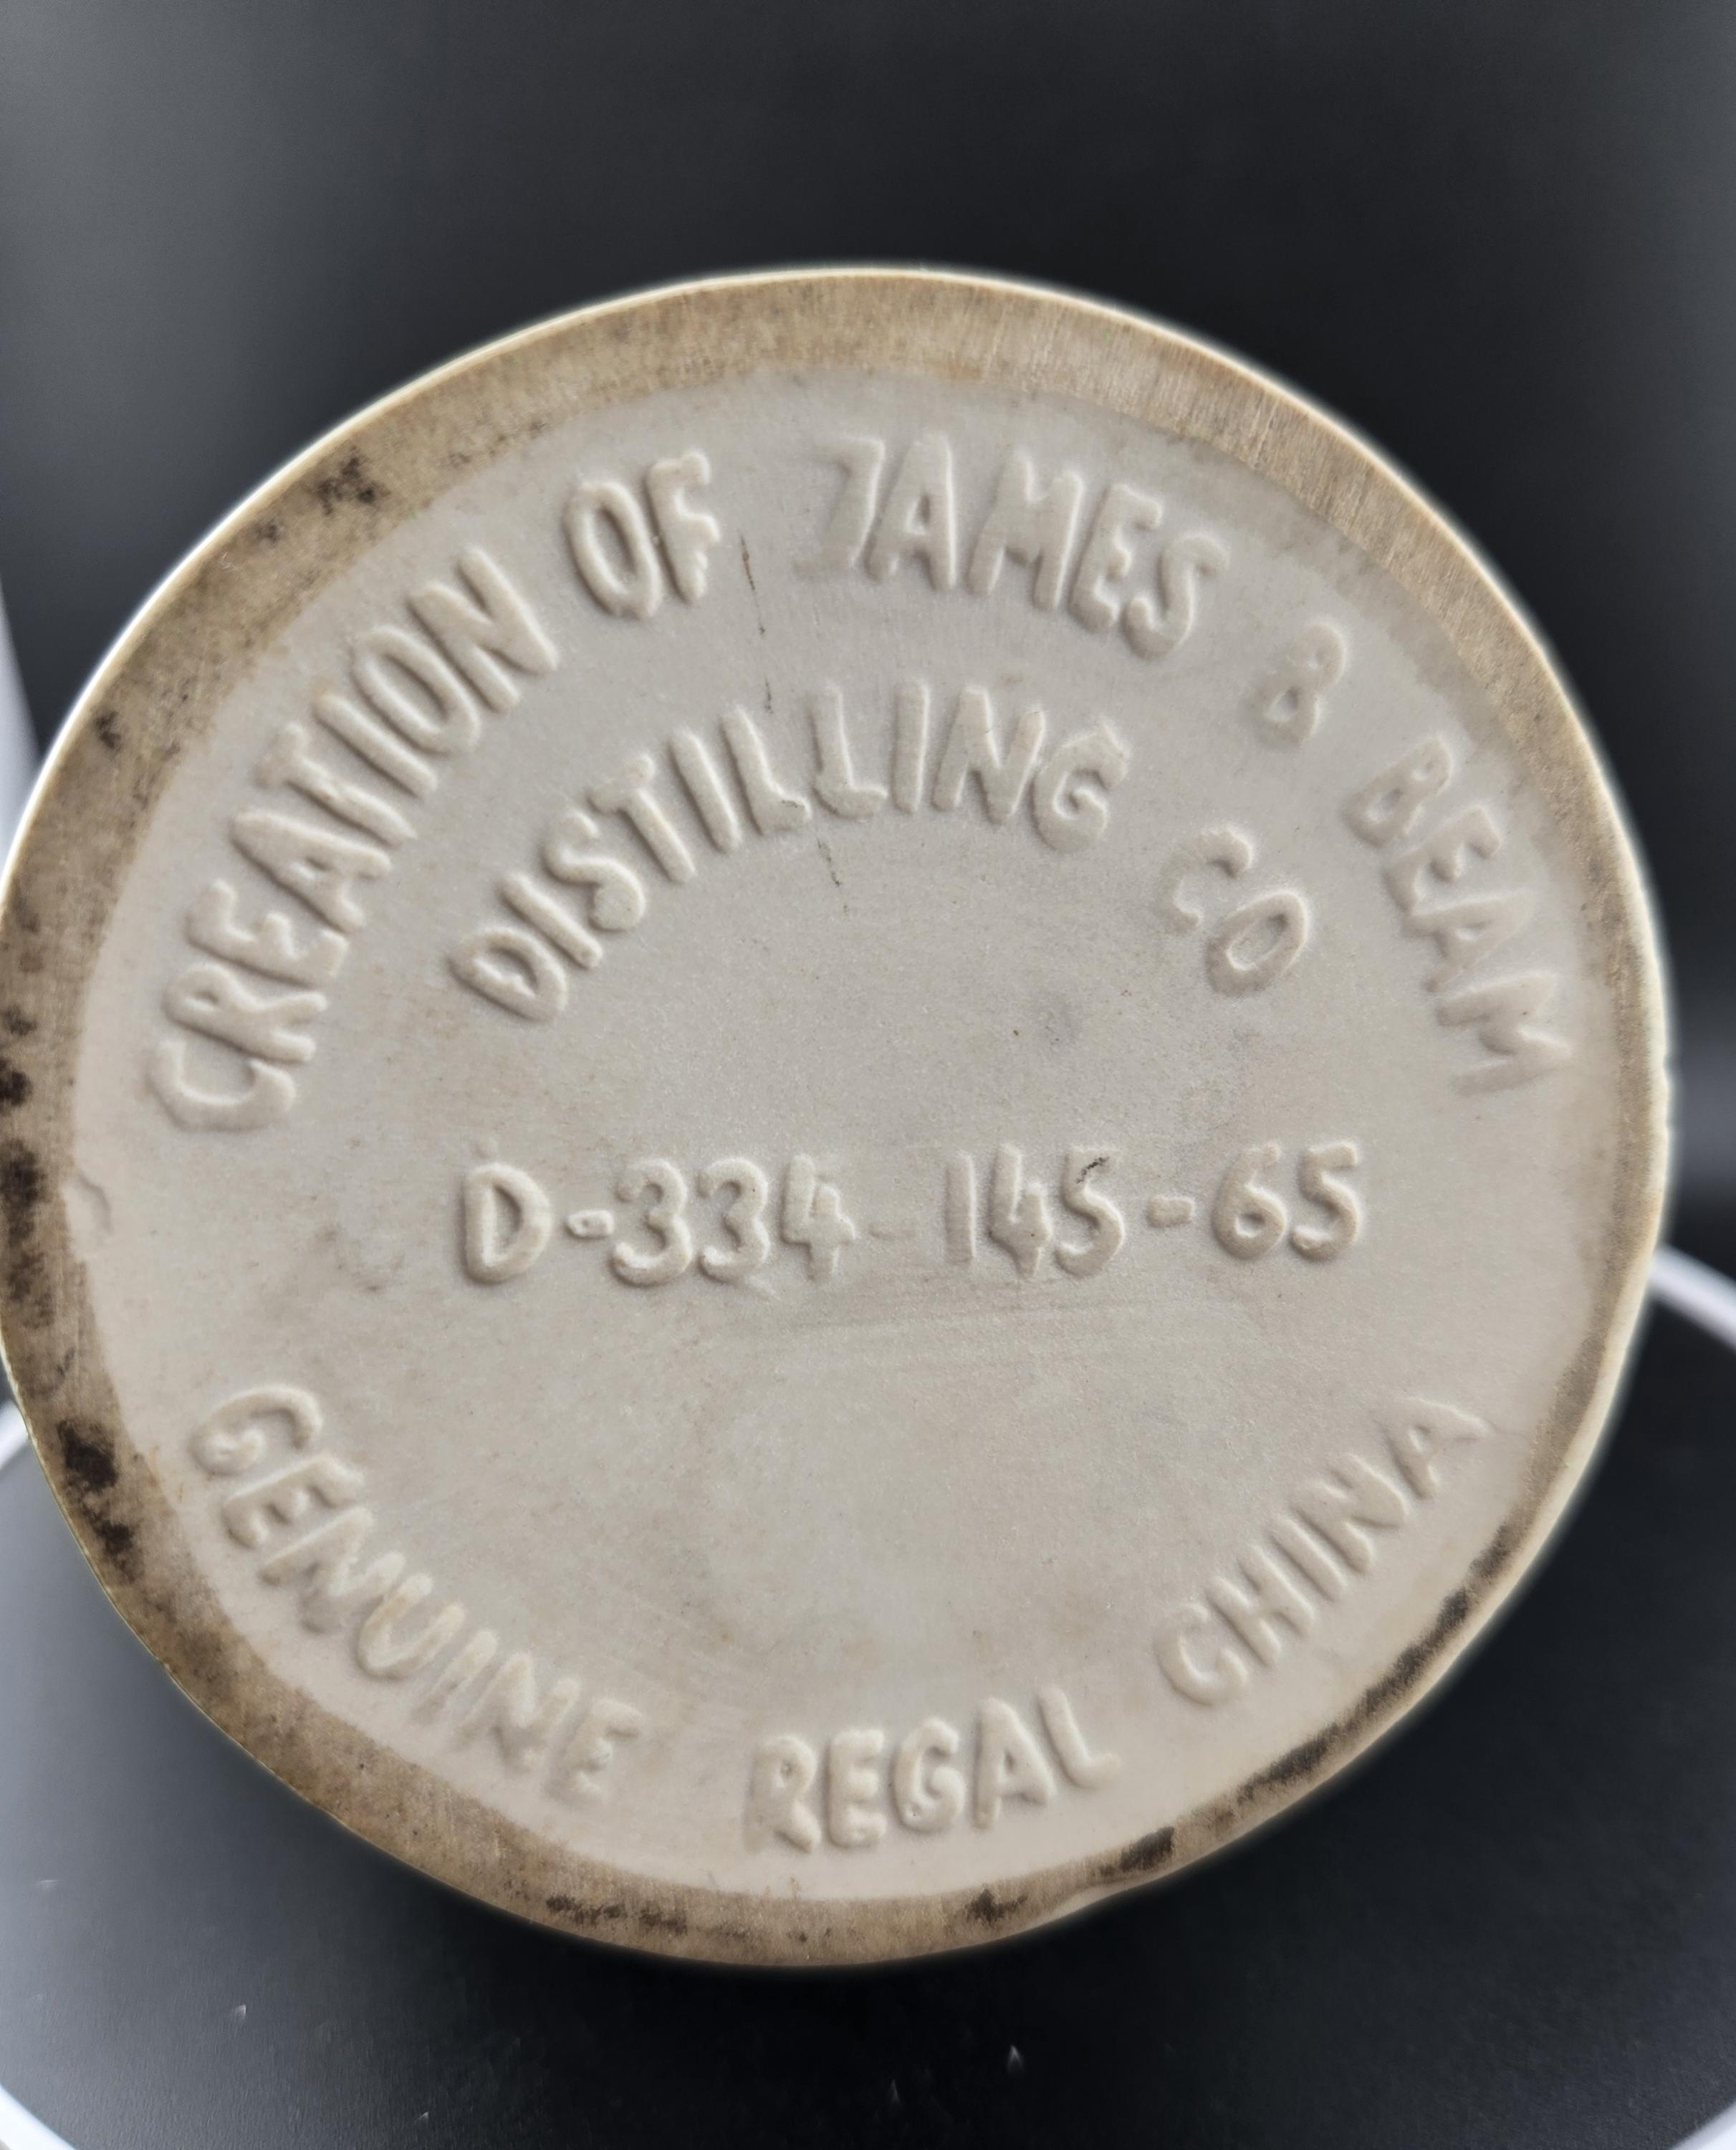 CREATION OF JAMES B BEAM
DISTILLING CO
D-334-145-65
GENUINE REGAL CHINA